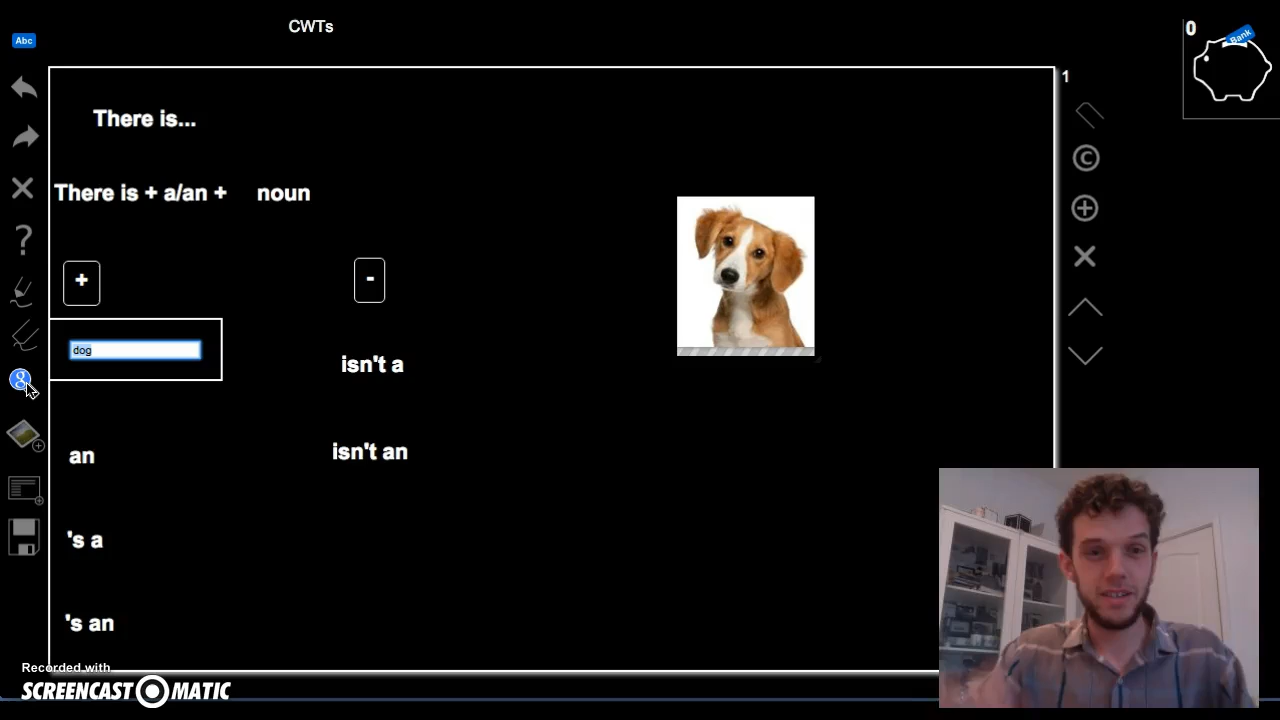 CWTs
0
Abc
Bank
1
There is...
There is + a/an + noun
+
-
dog
isn't a
g
an
isn't an
's a
's an
Recorded with
SCREENCAST MATIC